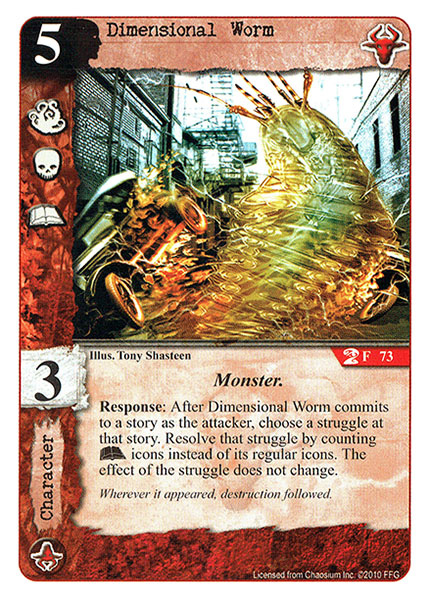 5
Dimensional Worm
Illus. Tony Shasteen
F 73
3
Character
Monster.
Response: After Dimensional Worm commits
to a story as the attacker, choose a struggle at
that story. Resolve that struggle by counting
icons instead of its regular icons. The
effect of the struggle does not change.
Wherever it appeared, destruction followed.
Licensed from Chaosium Inc. ©2010 FFG